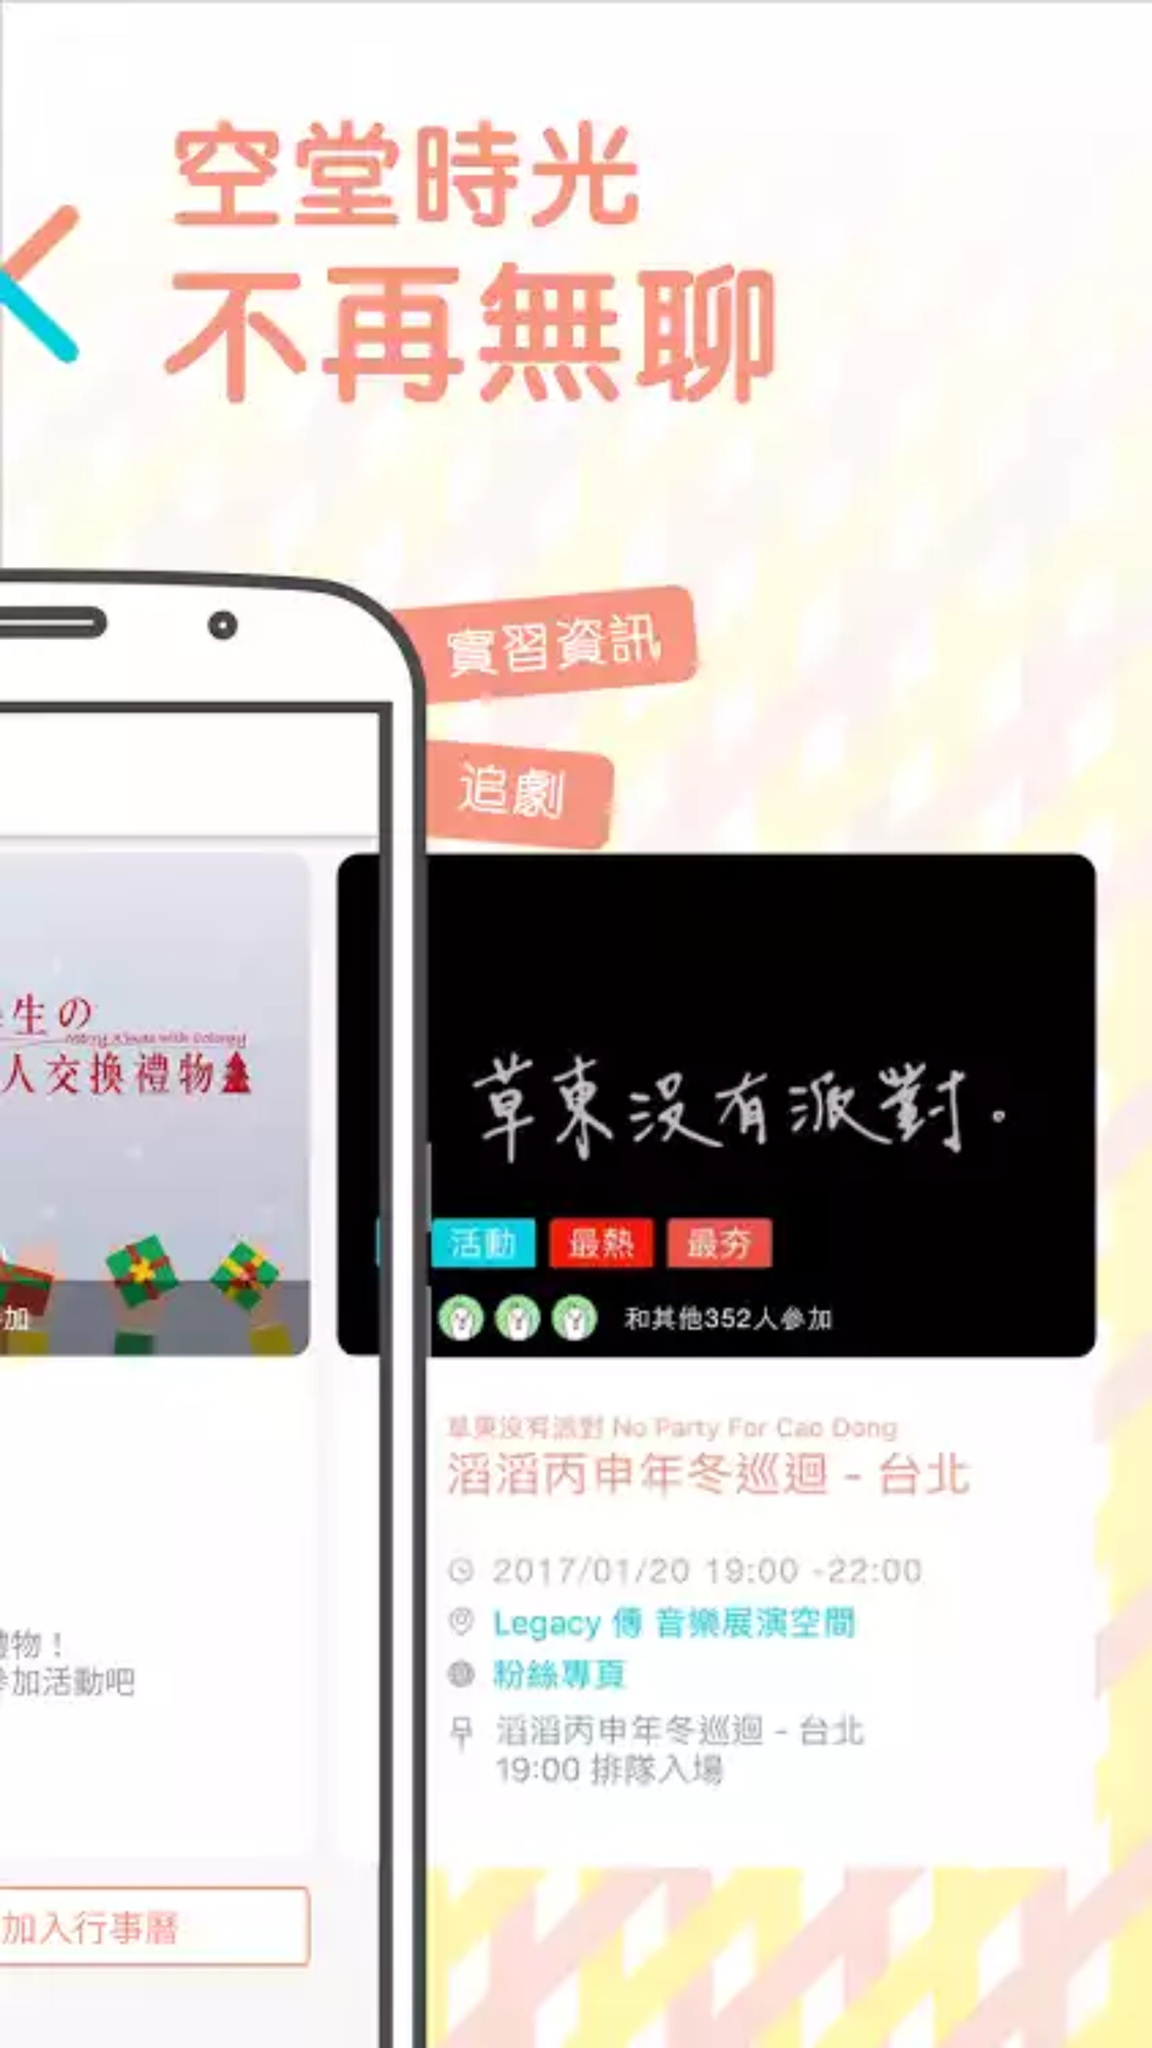 空堂時光
不再無聊
實習資訊
追劇
生の
人交換禮物
草東沒有派對。
活動 最熱 最夯
加
和其他352人參加
草東沒有派對 No Party For Cao Dong
滔滔丙申年冬巡迴 - 台北
2017/01/20 19:00 -22:00
Legacy 傳 音樂展演空間
粉絲專頁
禮物！
參加活動吧
滔滔丙申年冬巡迴 - 台北
19:00 排隊入場
加入行事曆